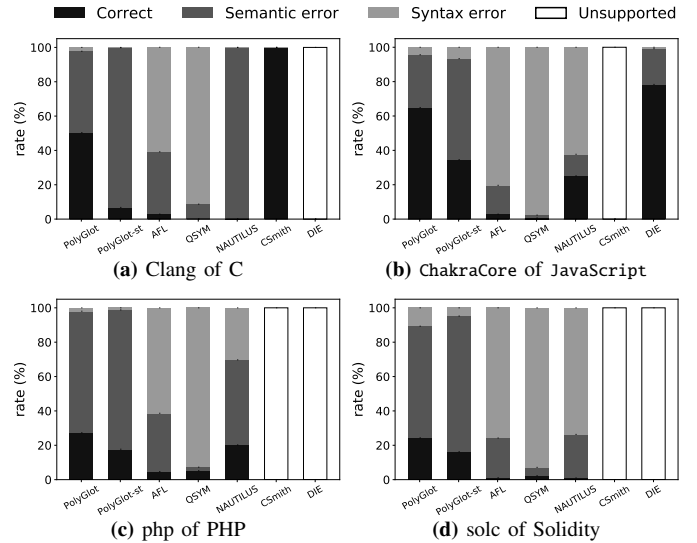 Correct Semantic error Syntax error Unsupported
100
80
60
40
20
0
rate (%)
PolyGlot PolyGlot-st AFL QSYM NAUTILUS CSmith DIE
(a) Clang of C
100
80
60
40
20
0
rate (%)
PolyGlot PolyGlot-st AFL QSYM NAUTILUS CSmith DIE
(b) ChakraCore of JavaScript
100
80
60
40
20
0
rate (%)
PolyGlot PolyGlot-st AFL QSYM NAUTILUS CSmith DIE
(c) php of PHP
100
80
60
40
20
0
rate (%)
PolyGlot PolyGlot-st AFL QSYM NAUTILUS CSmith DIE
(d) solc of Solidity